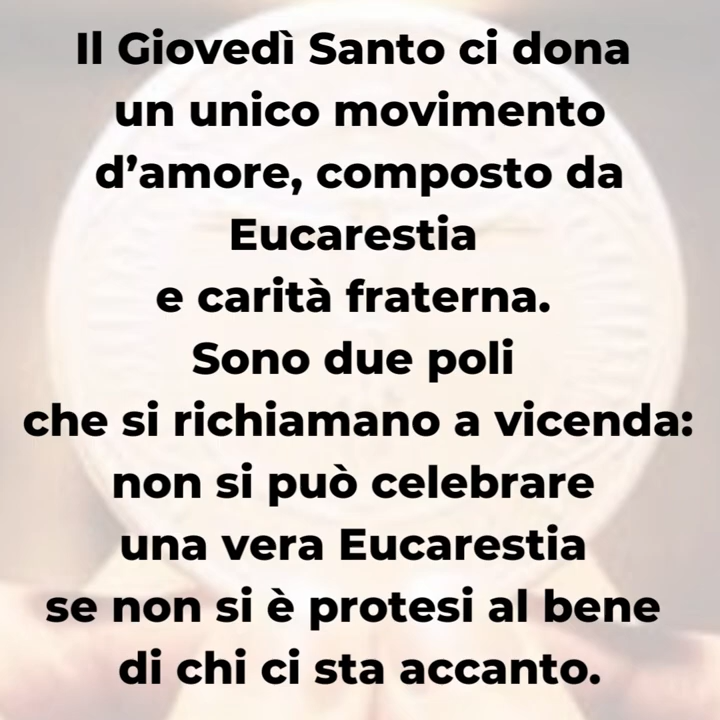 Il Giovedì Santo ci dona
un unico movimento
d’amore, composto da
Eucarestia
e carità fraterna.
Sono due poli
che si richiamano a vicenda:
non si può celebrare
una vera Eucarestia
se non si è protesi al bene
di chi ci sta accanto.